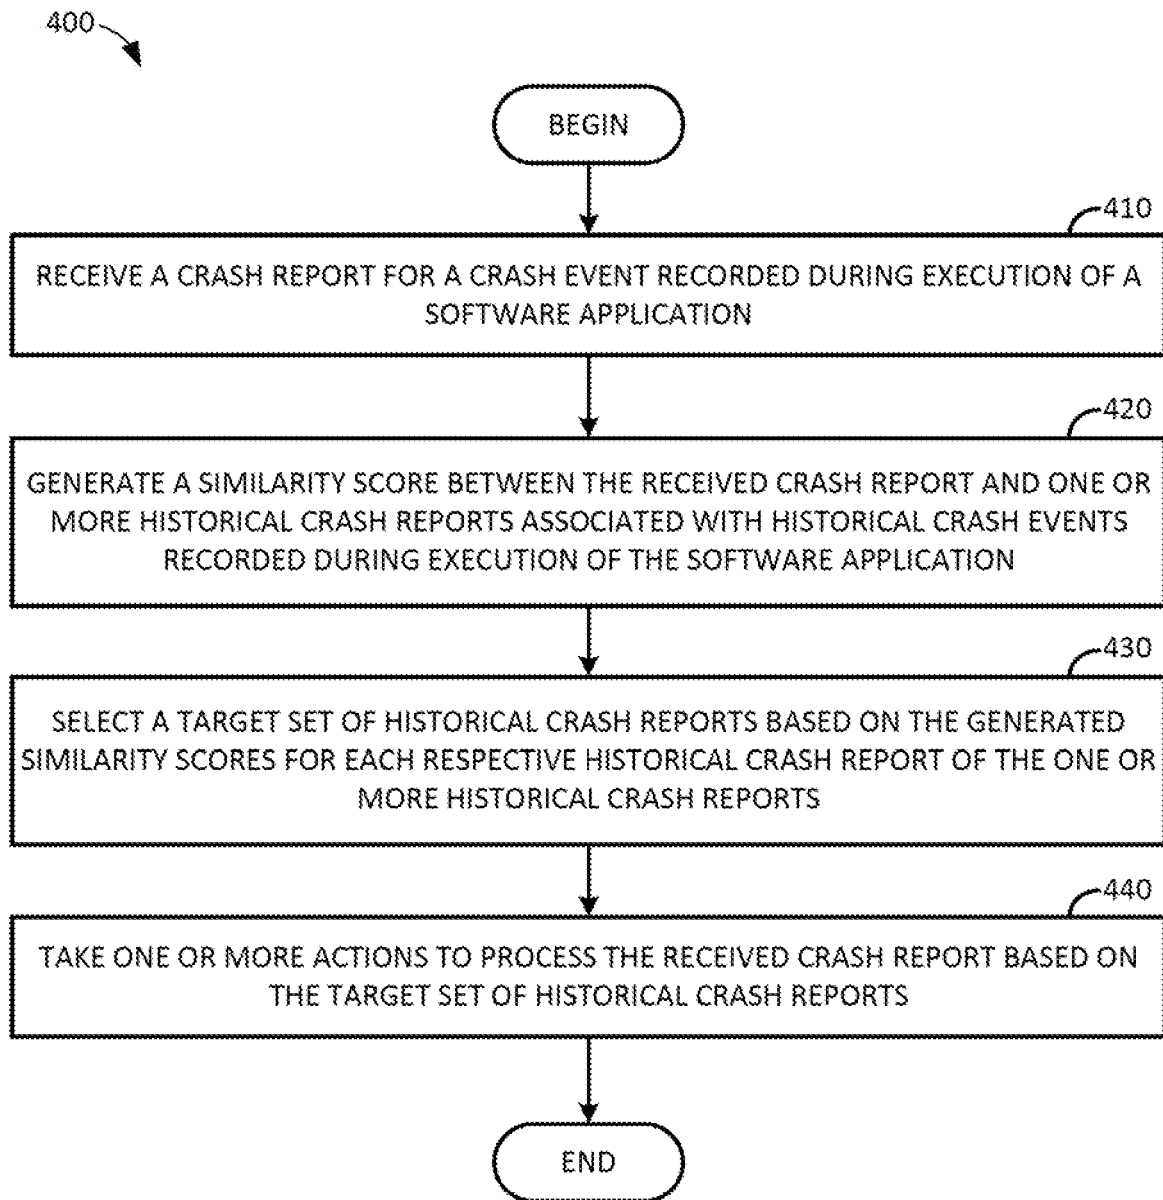 400
BEGIN
410
RECEIVE A CRASH REPORT FOR A CRASH EVENT RECORDED DURING EXECUTION OF A
SOFTWARE APPLICATION
420
GENERATE A SIMILARITY SCORE BETWEEN THE RECEIVED CRASH REPORT AND ONE OR
MORE HISTORICAL CRASH REPORTS ASSOCIATED WITH HISTORICAL CRASH EVENTS
RECORDED DURING EXECUTION OF THE SOFTWARE APPLICATION
430
SELECT A TARGET SET OF HISTORICAL CRASH REPORTS BASED ON THE GENERATED
SIMILARITY SCORES FOR EACH RESPECTIVE HISTORICAL CRASH REPORT OF THE ONE OR
MORE HISTORICAL CRASH REPORTS
440
TAKE ONE OR MORE ACTIONS TO PROCESS THE RECEIVED CRASH REPORT BASED ON
THE TARGET SET OF HISTORICAL CRASH REPORTS
END